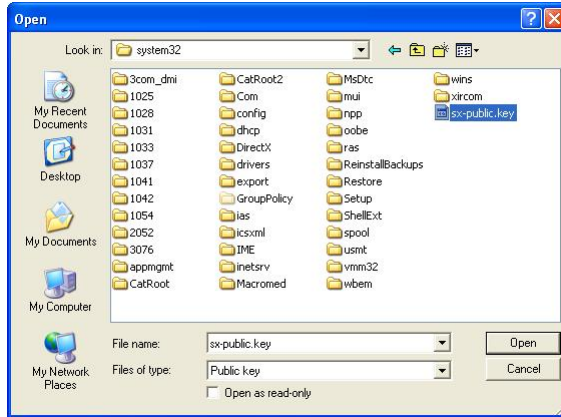 Open
Look in: system32
My Recent
Documents
Desktop
My Documents
My Computer
My Network
Places
3com_dmi
1025
1028
1031
1033
1037
1041
1042
1054
2052
3076
appmgmt
CatRoot
CatRoot2
Com
config
dhcp
DirectX
drivers
export
GroupPolicy
ias
icsxml
IME
inetsrv
Macromed
MsDtc
mui
npp
oobe
ras
ReinstallBackups
Restore
Setup
ShellExt
spool
usmt
vmm32
wbem
wins
xircom
sx-public.key
File name: sx-public.key Open
Files of type: Public key Cancel
Open as read-only